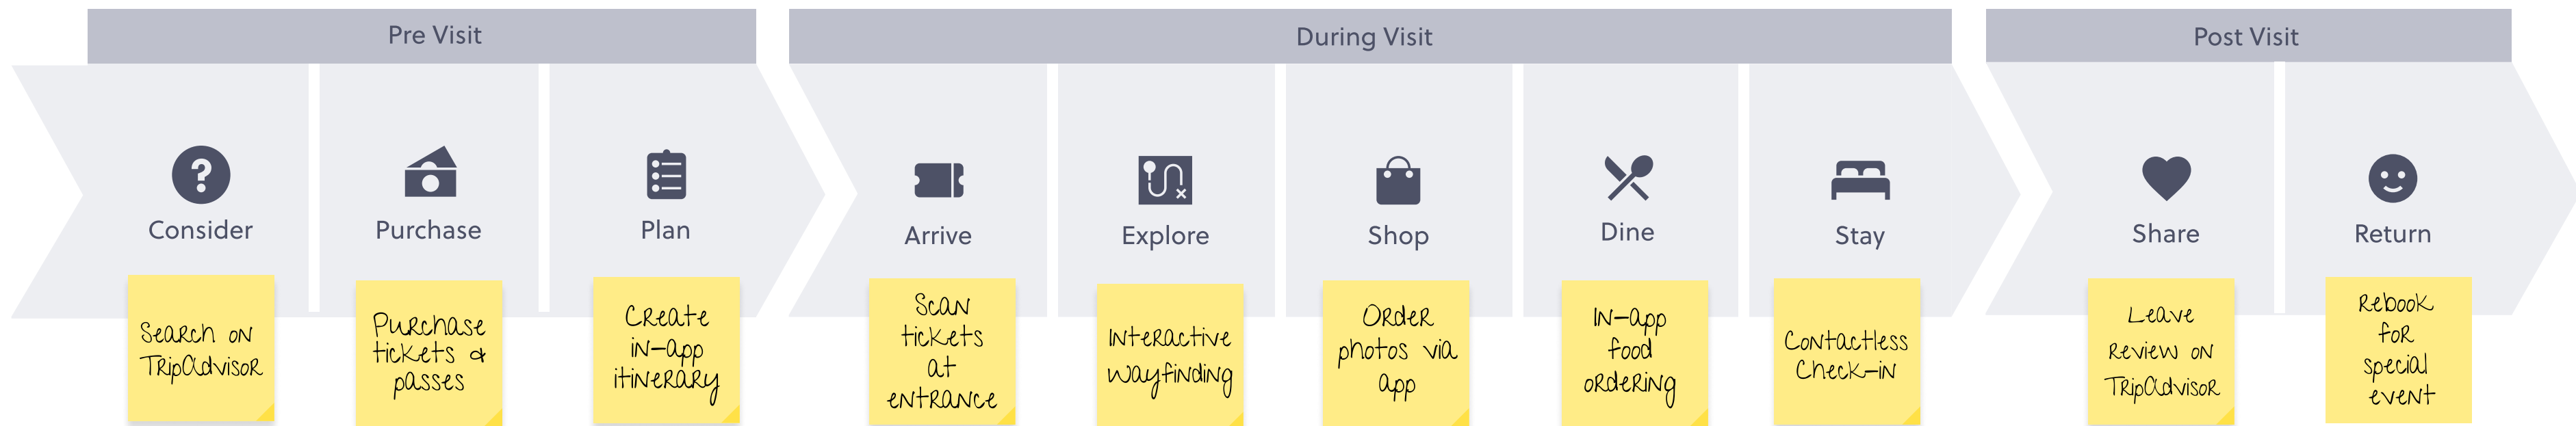 Pre Visit
During Visit
Post Visit
Consider
Purchase
Plan
Arrive
Explore
Shop
Dine
Stay
Share
Return
Search on
TripAdvisor
Purchase
tickets &
passes
Create
in-app
itinerary
Scan
tickets
at
entrance
Interactive
wayfinding
Order
photos via
app
In-app
food
ordering
Contactless
Check-in
Leave
review on
TripAdvisor
Rebook
for
special
event